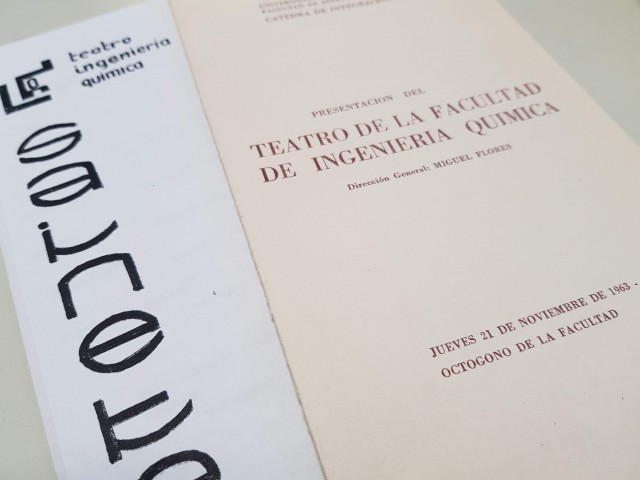 teatro
ingeniería
química
PRESENTACION DEL
TEATRO DE LA FACULTAD
DE INGENIERIA QUIMICA
Dirección General: MIGUEL FLORES
JUEVES 21 DE NOVIEMBRE DE 1963 -
OCTOGONO DE LA FACULTAD